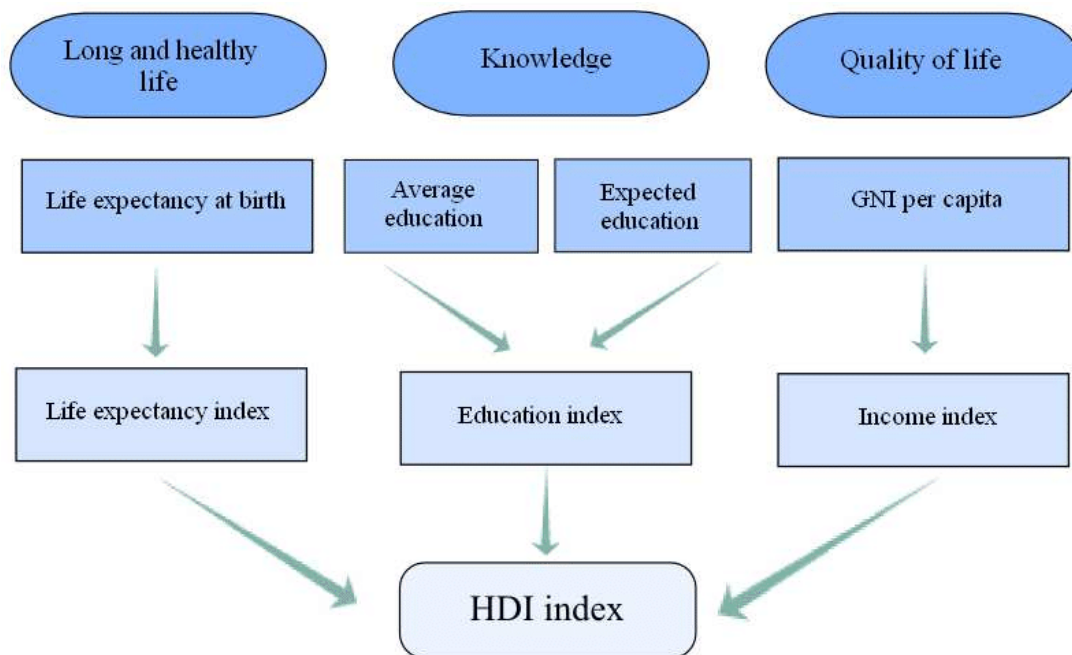 Long and healthy
life
Knowledge
Quality of life
Life expectancy at birth
Average
education
Expected
education
GNI per capita
Life expectancy index
Education index
Income index
HDI index